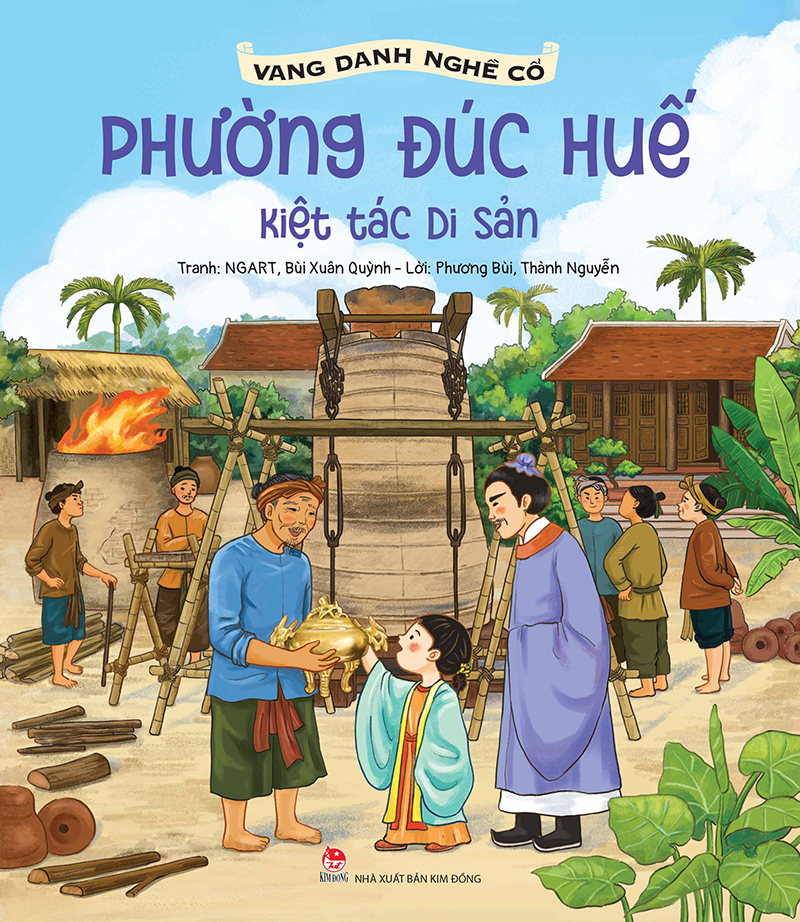 VANG DANH NGHỀ CỔ
PHƯỜNG ĐÚC HUẾ
KIỆT TÁC DI SẢN
Tranh: NGART, Bùi Xuân Quỳnh - Lời: Phương Bùi, Thành Nguyễn
KIM ĐỒNG NHÀ XUẤT BẢN KIM ĐỒNG